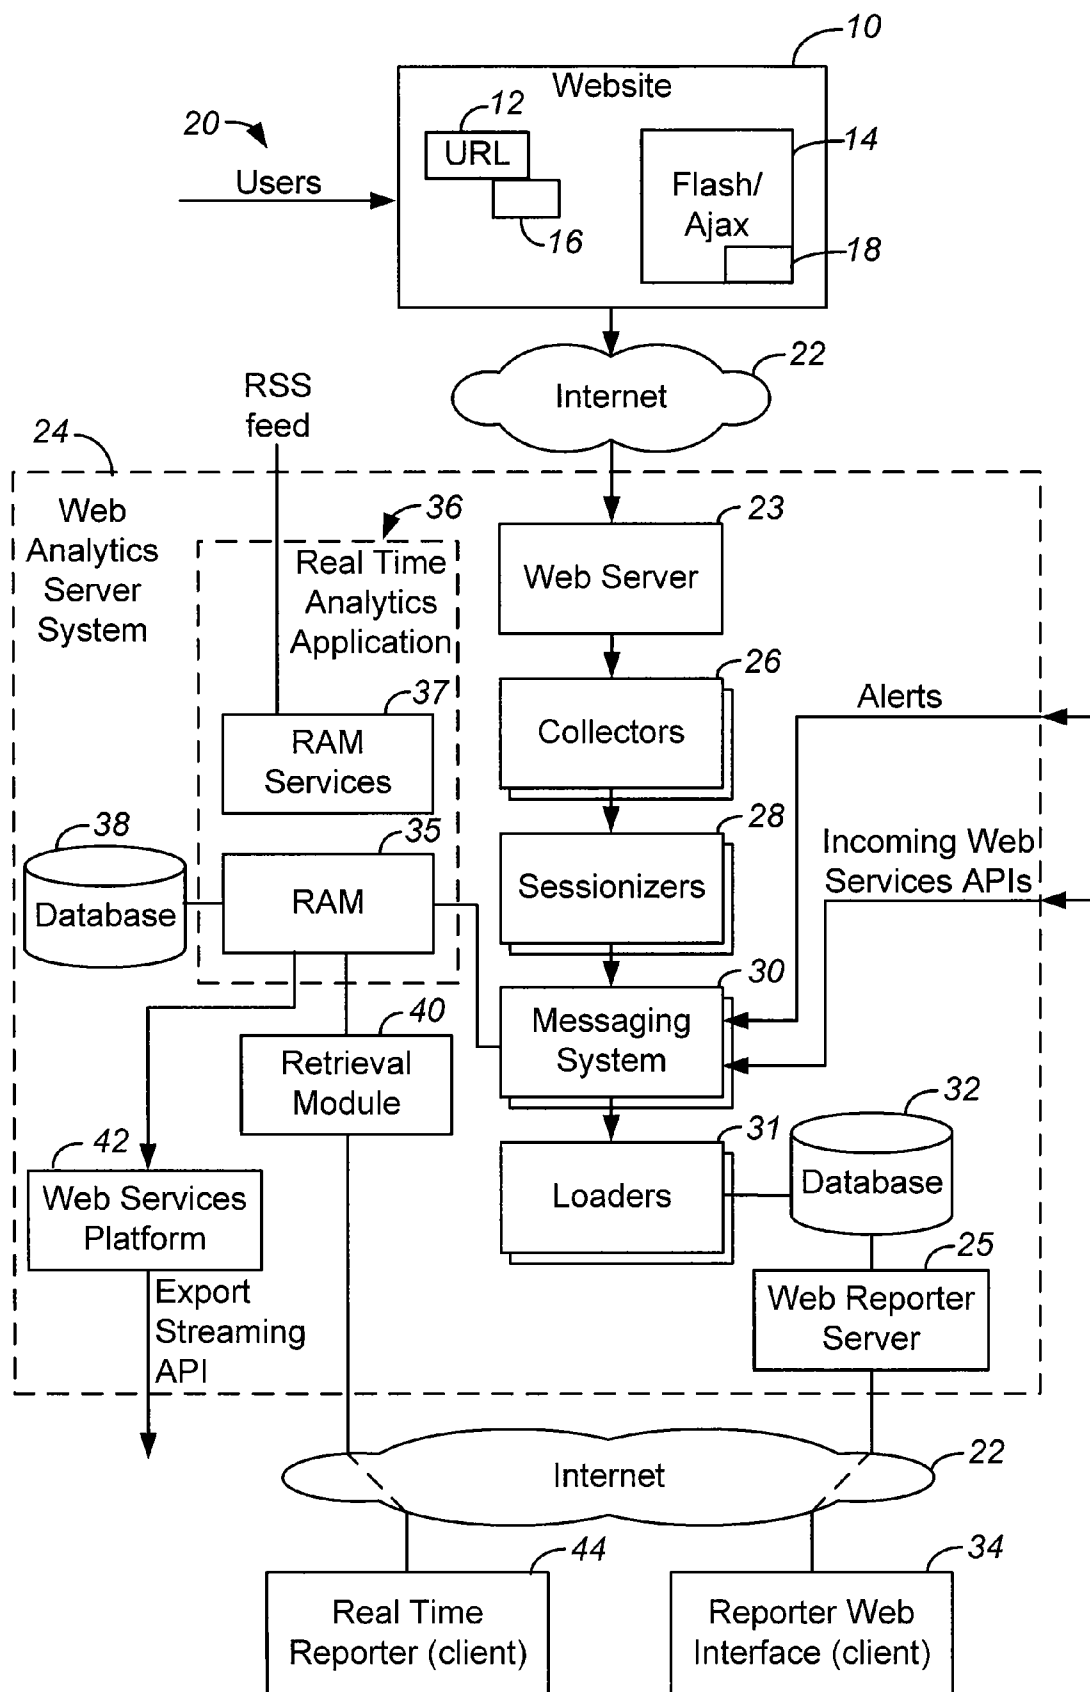 10
Website
12
URL
20
Users
14
Flash/
Ajax
16
18
22
Internet
RSS
feed
24
Web
Analytics
Server
System
36
Real Time
Analytics
Application
23
Web Server
26
Collectors
Alerts
37
RAM
Services
28
Sessionizers
Incoming Web
Services APIs
38
Database
35
RAM
30
Messaging
System
40
Retrieval
Module
32
Database
31
Loaders
42
Web Services
Platform
25
Web Reporter
Server
Export
Streaming
API
Internet
22
44
Real Time
Reporter (client)
34
Reporter Web
Interface (client)